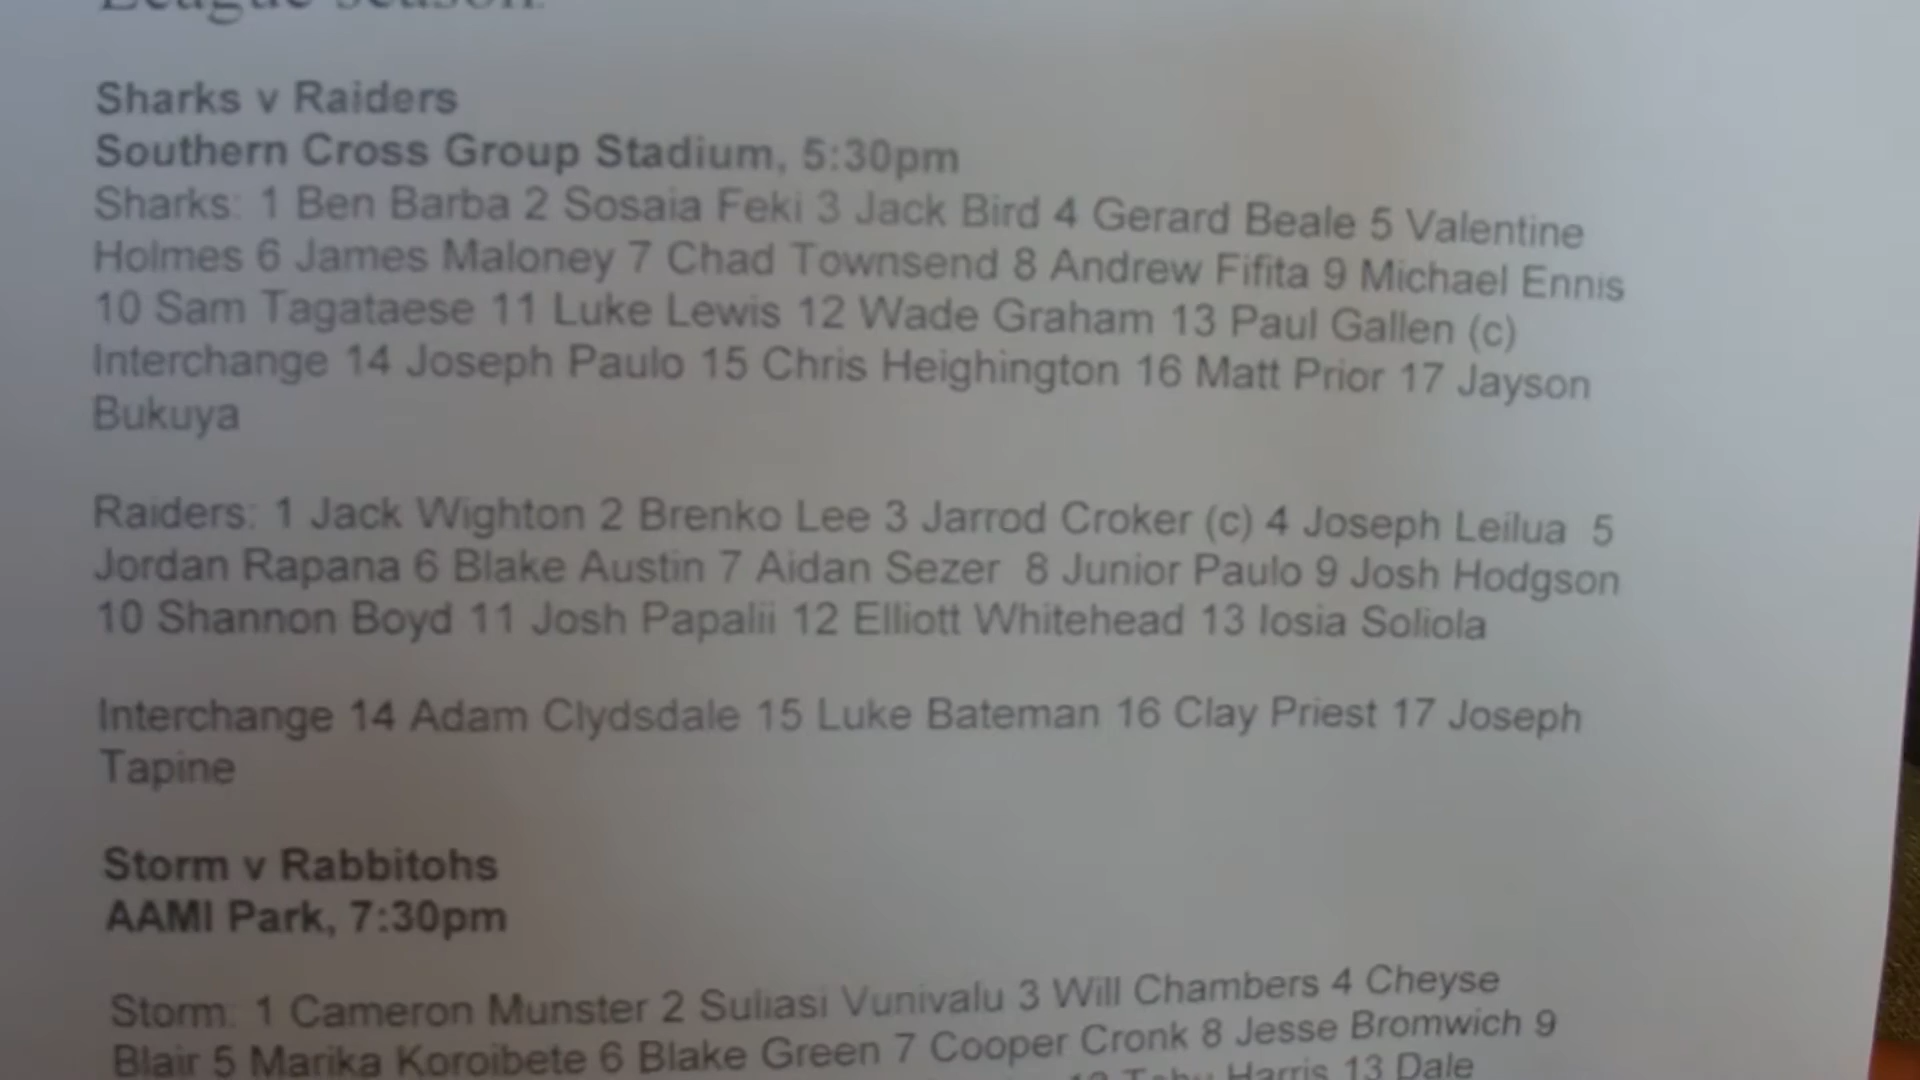 League season.
Sharks v Raiders
Southern Cross Group Stadium, 5:30pm
Sharks: 1 Ben Barba 2 Sosaia Feki 3 Jack Bird 4 Gerard Beale 5 Valentine
Holmes 6 James Maloney 7 Chad Townsend 8 Andrew Fifita 9 Michael Ennis
10 Sam Tagataese 11 Luke Lewis 12 Wade Graham 13 Paul Gallen (c)
Interchange 14 Joseph Paulo 15 Chris Heighington 16 Matt Prior 17 Jayson
Bukuya
Raiders: 1 Jack Wighton 2 Brenko Lee 3 Jarrod Croker (c) 4 Joseph Leilua 5
Jordan Rapana 6 Blake Austin 7 Aidan Sezer 8 Junior Paulo 9 Josh Hodgson
10 Shannon Boyd 11 Josh Papalii 12 Elliott Whitehead 13 Iosia Soliola
Interchange 14 Adam Clydsdale 15 Luke Bateman 16 Clay Priest 17 Joseph
Tapine
Storm v Rabbitohs
AAMI Park, 7:30pm
Storm: 1 Cameron Munster 2 Suliasi Vunivalu 3 Will Chambers 4 Cheyse
Blair 5 Marika Koroibete 6 Blake Green 7 Cooper Cronk 8 Jesse Bromwich 9
Harris 13 Dale